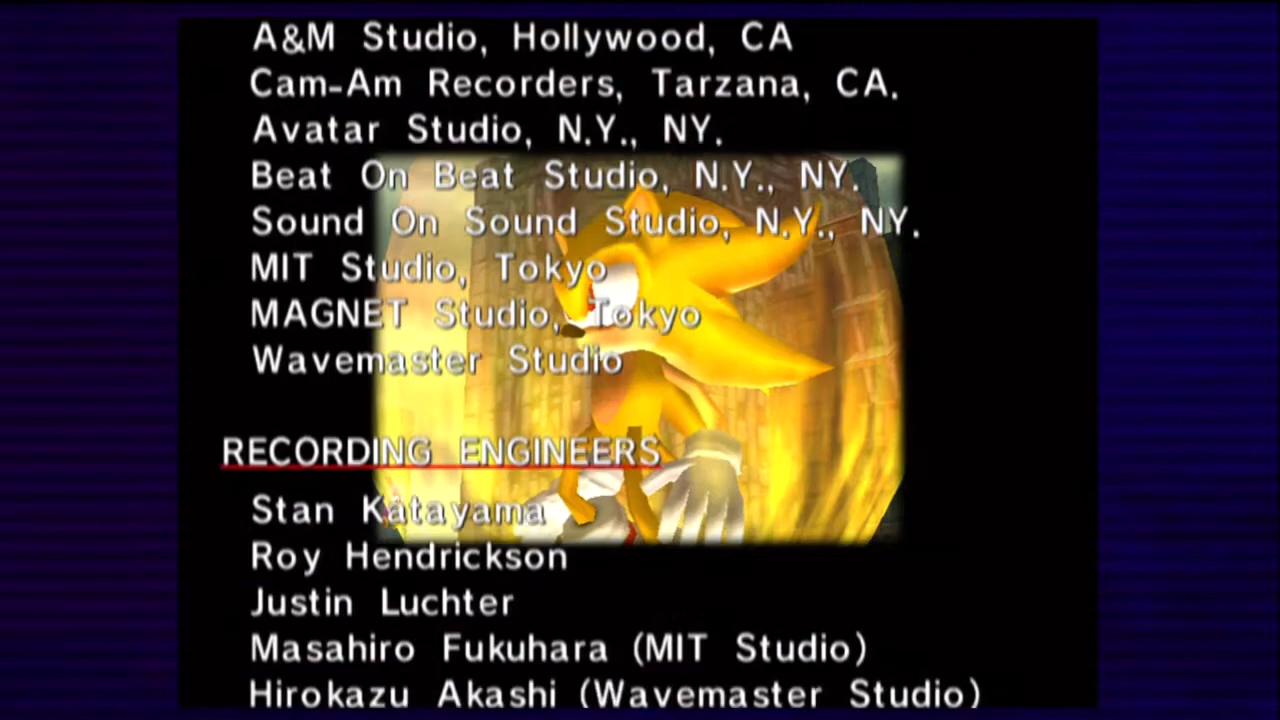 A&M Studio, Hollywood, CA
Cam-Am Recorders, Tarzana, CA.
Avatar Studio, N.Y., NY.
Beat On Beat Studio, N.Y., NY.
Sound On Sound Studio, N.Y., NY.
MIT Studio, Tokyo
MAGNET Studio, Tokyo
Wavemaster Studio
RECORDING ENGINEERS
Stan Katayama
Roy Hendrickson
Justin Luchter
Masahiro Fukuhara (MIT Studio)
Hirokazu Akashi (Wavemaster Studio)